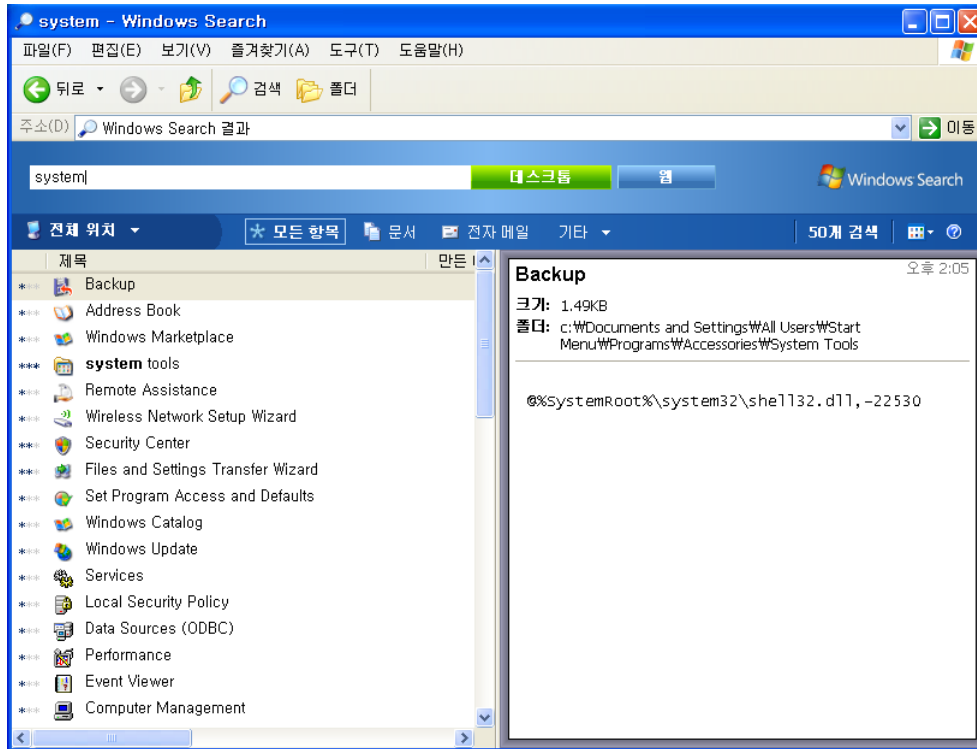 system - Windows Search
파일(F) 편집(E) 보기(V) 즐겨찾기(A) 도구(T) 도움말(H)
뒤로 검색 폴더
주소(D) Windows Search 결과 이동
system 데스크톱 웹 Windows Search
전체 위치 모든 항목 문서 전자 메일 기타 50개 검색
제목 만든
Backup
Address Book
Windows Marketplace
system tools
Remote Assistance
Wireless Network Setup Wizard
Security Center
Files and Settings Transfer Wizard
Set Program Access and Defaults
Windows Catalog
Windows Update
Services
Local Security Policy
Data Sources (ODBC)
Performance
Event Viewer
Computer Management
Backup 오후 2:05
크기: 1.49KB
폴더: c:₩Documents and Settings₩All Users₩Start
Menu₩Programs₩Accessories₩System Tools
@%SystemRoot%\system32\shell32.dll,-22530